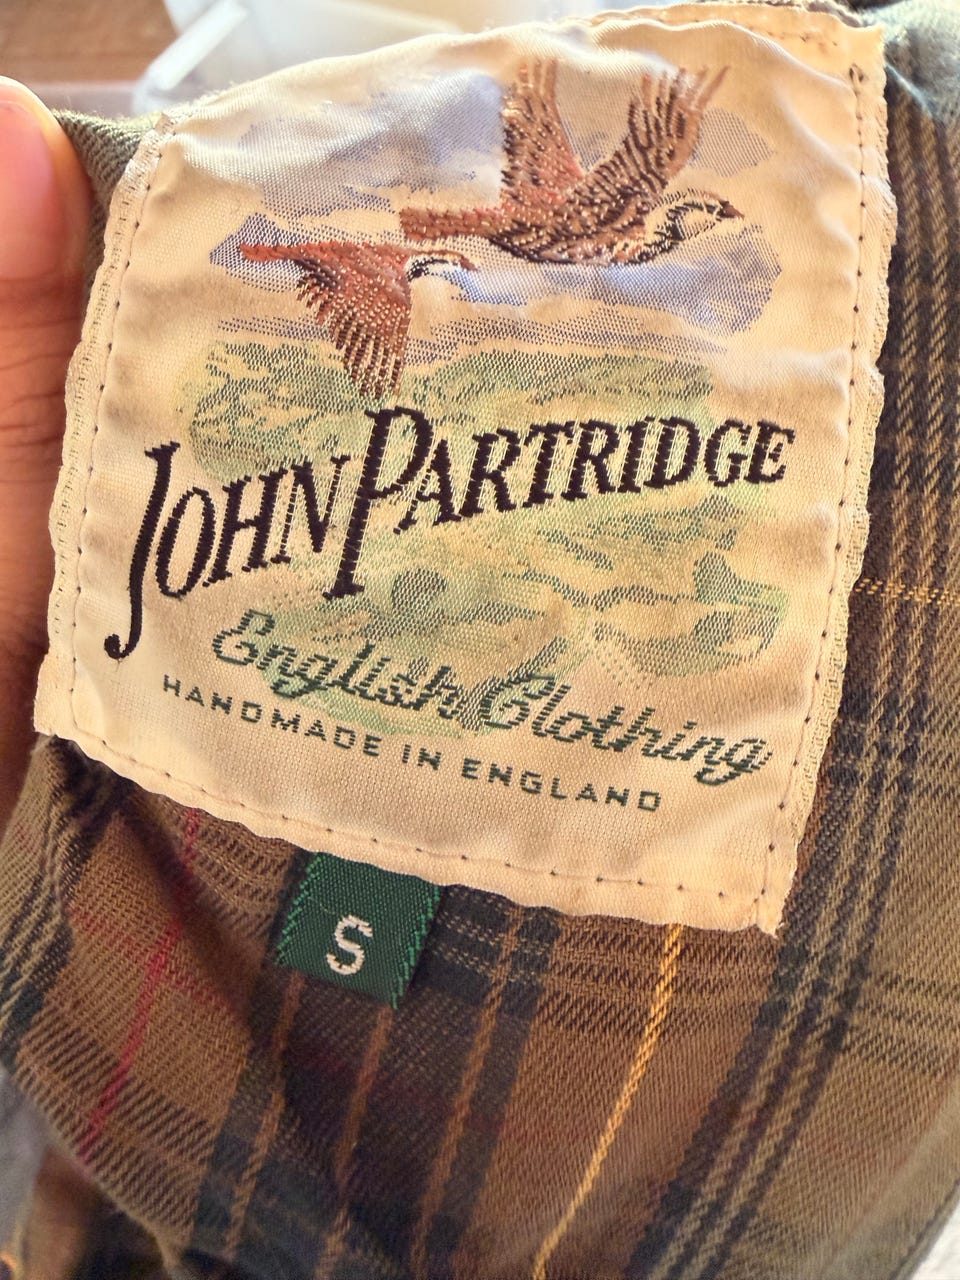 JOHN PARTRIDGE
English Clothing
HANDMADE IN ENGLAND
S